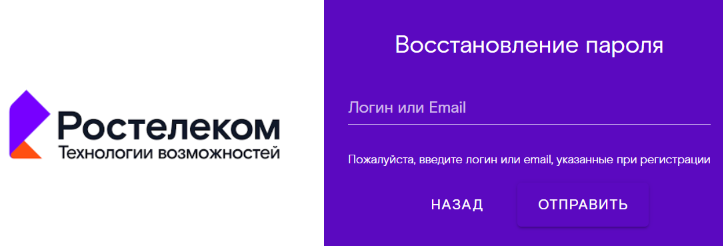 Ростелеком
Технологии возможностей
Восстановление пароля
Логин или Email
Пожалуйста, введите логин или email, указанные при регистрации
НАЗАД
ОТПРАВИТЬ